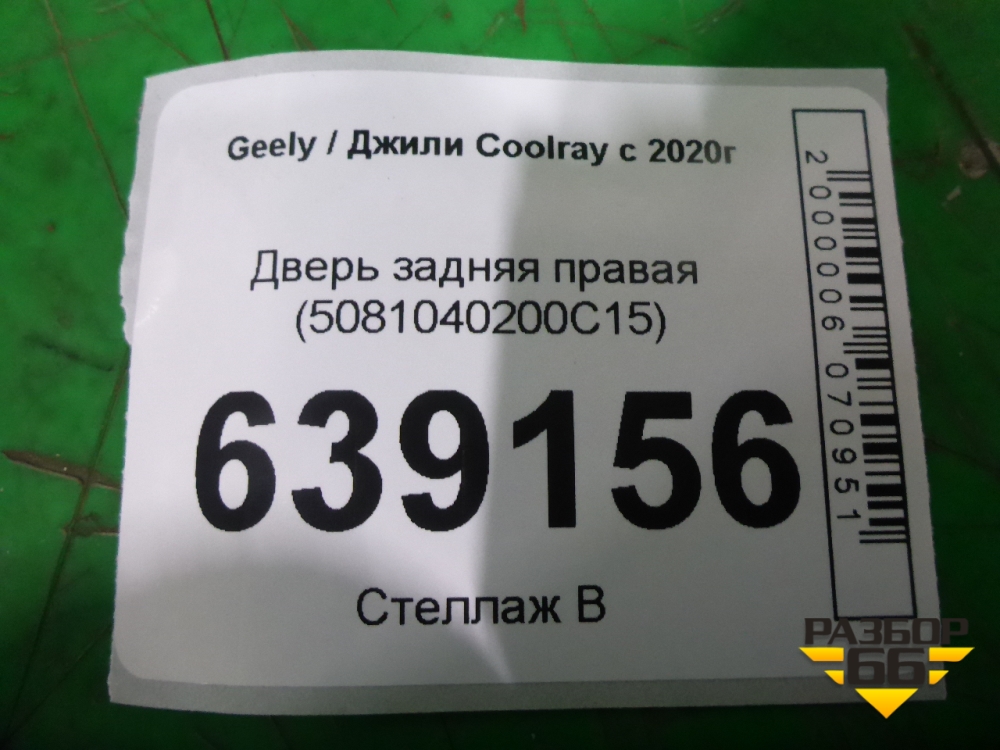 Geely / Джили Coolray с 2020г
Дверь задняя правая
(5081040200C15)
639156
Стеллаж В
2000006070951
РАЗБОР
66